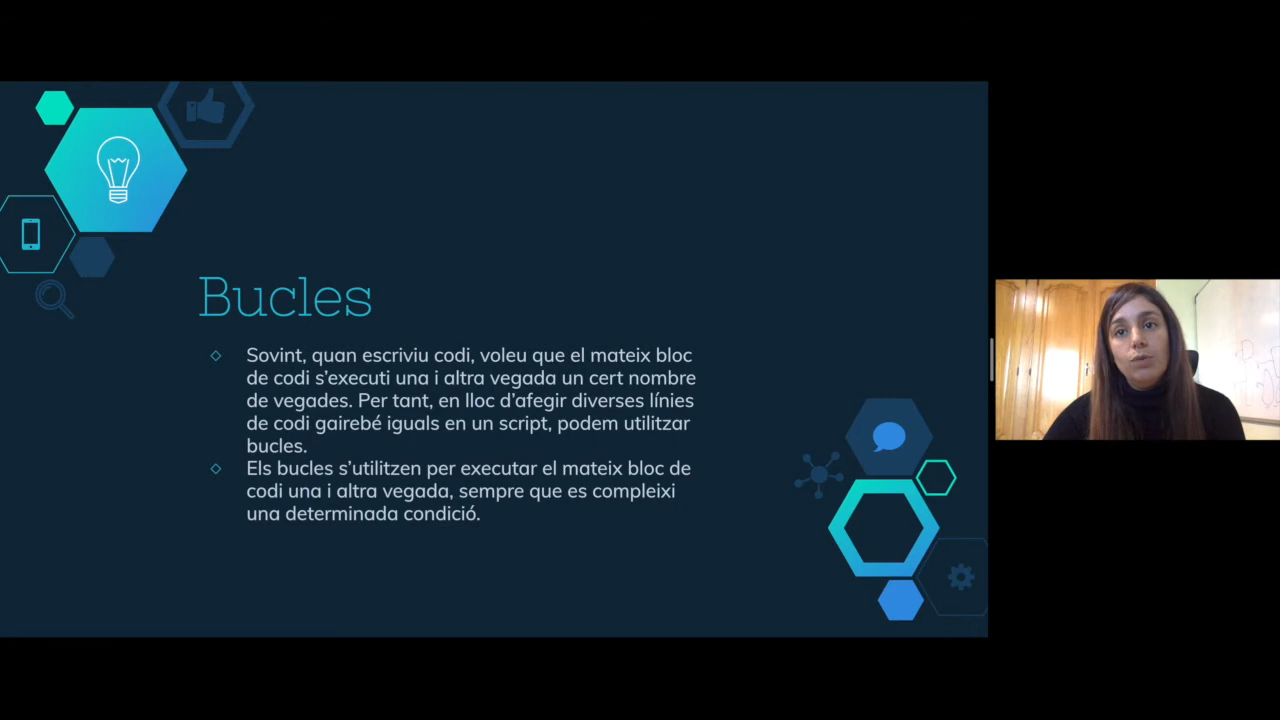 Bucles
Sovint, quan escriviu codi, voleu que el mateix bloc
de codi s’executi una i altra vegada un cert nombre
de vegades. Per tant, en lloc d’afegir diverses línies
de codi gairebé iguals en un script, podem utilitzar
bucles.
Els bucles s’utilitzen per executar el mateix bloc de
codi una i altra vegada, sempre que es compleixi
una determinada condició.